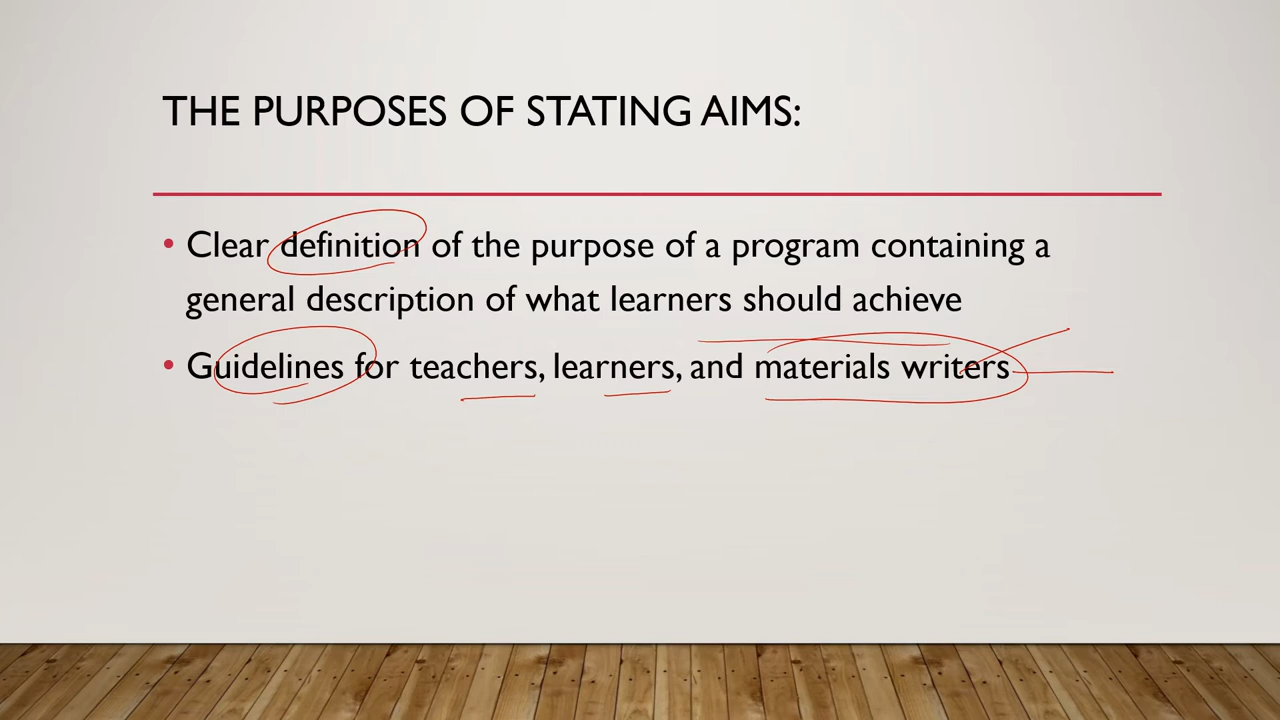 THE PURPOSES OF STATING AIMS:
• Clear definition of the purpose of a program containing a
general description of what learners should achieve
• Guidelines for teachers, learners, and materials writers